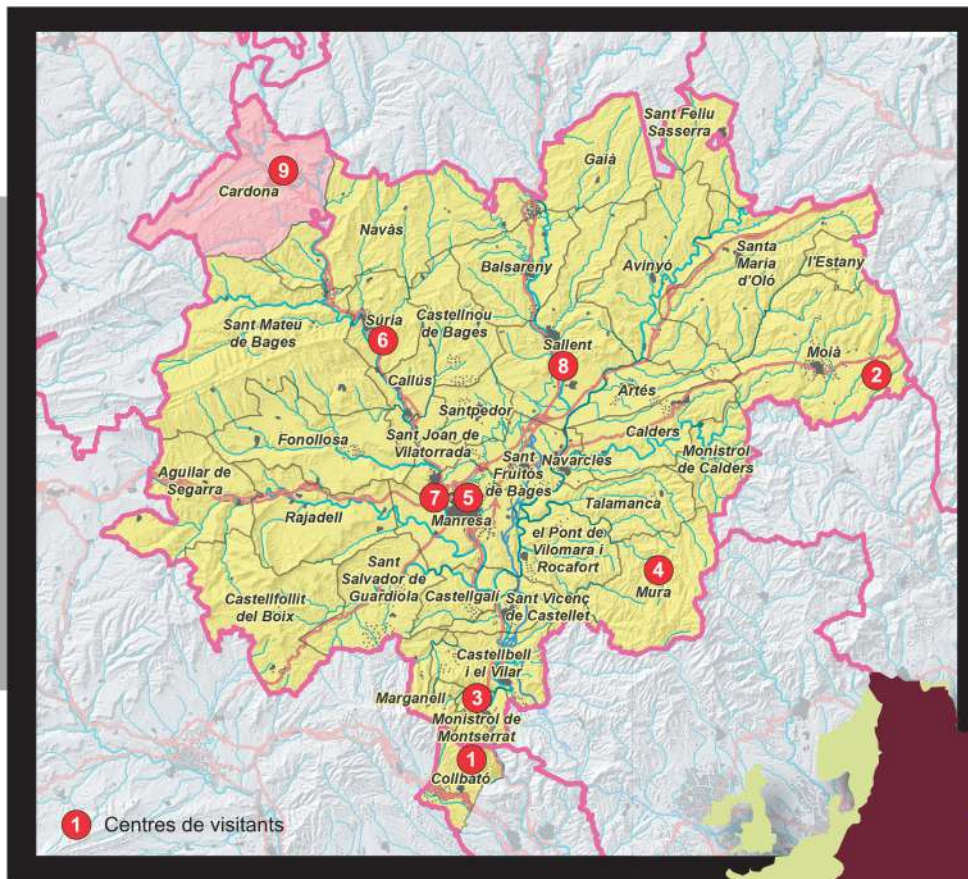 Sant Feliu
Sasserra
Gaià
9
Cardona
Navàs
Balsareny
Avinyó
Santa
Maria
d'Oló
l'Estany
Sant Mateu
de Bages
Súria
6
Castellnou
de Bages
Sallent
8
Moià
2
Callús
Artés
Santpedor
Calders
Fonollosa
Sant Joan de
Vilatorrada
Monistrol
de Calders
Sant
Fruitós
de Bages
Navarcles
Aguilar de
Segarra
7
5
Manresa
Talamanca
Rajadell
el Pont de
Vilomara i
Rocafort
4
Mura
Sant
Salvador de
Guardiola
Castellgalí
Sant Vicenç
de Castellet
Castellfollit
del Boix
Castellbell
i el Vilar
Marganell
3
Monistrol de
Montserrat
1
Collbató
1 Centres de visitants